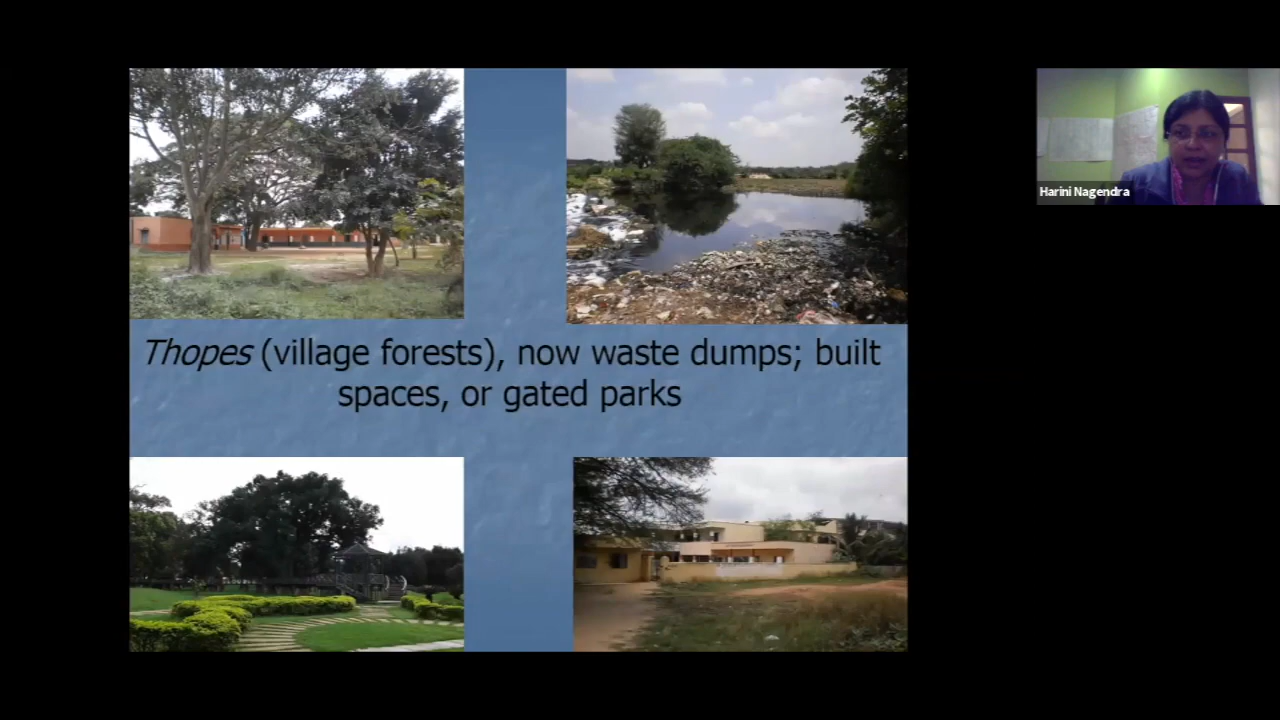 Thopes (village forests), now waste dumps; built
spaces, or gated parks
Harini Nagendra